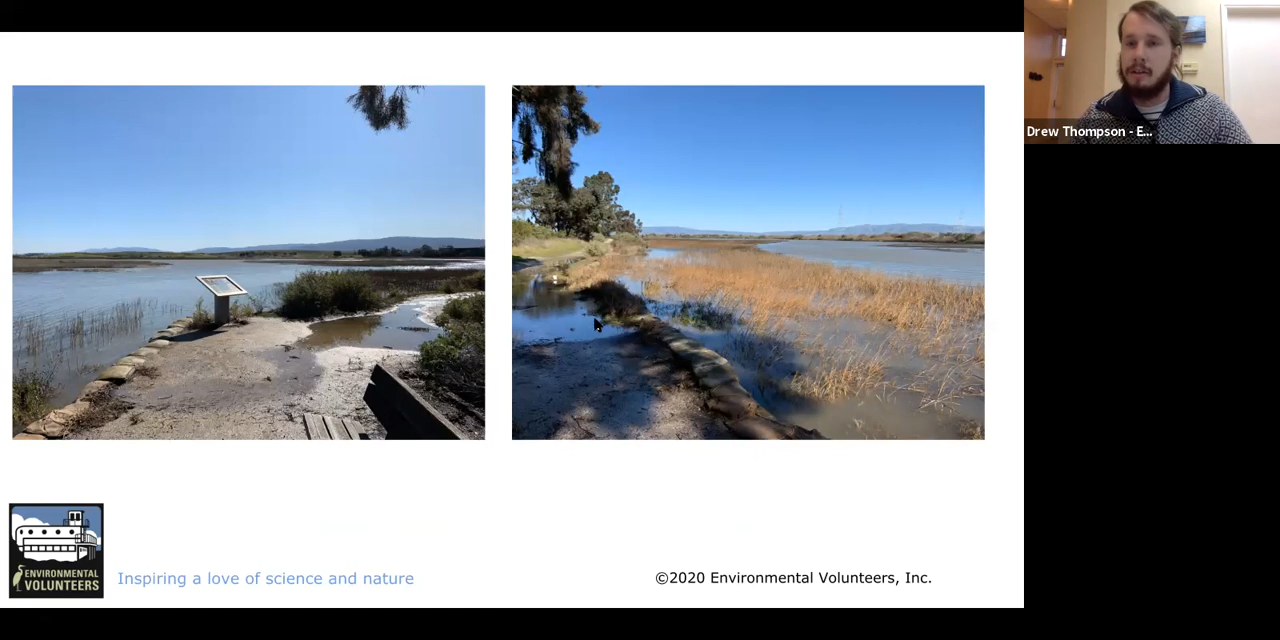 Drew Thompson - E...
ENVIRONMENTAL
VOLUNTEERS
Inspiring a love of science and nature
©2020 Environmental Volunteers, Inc.